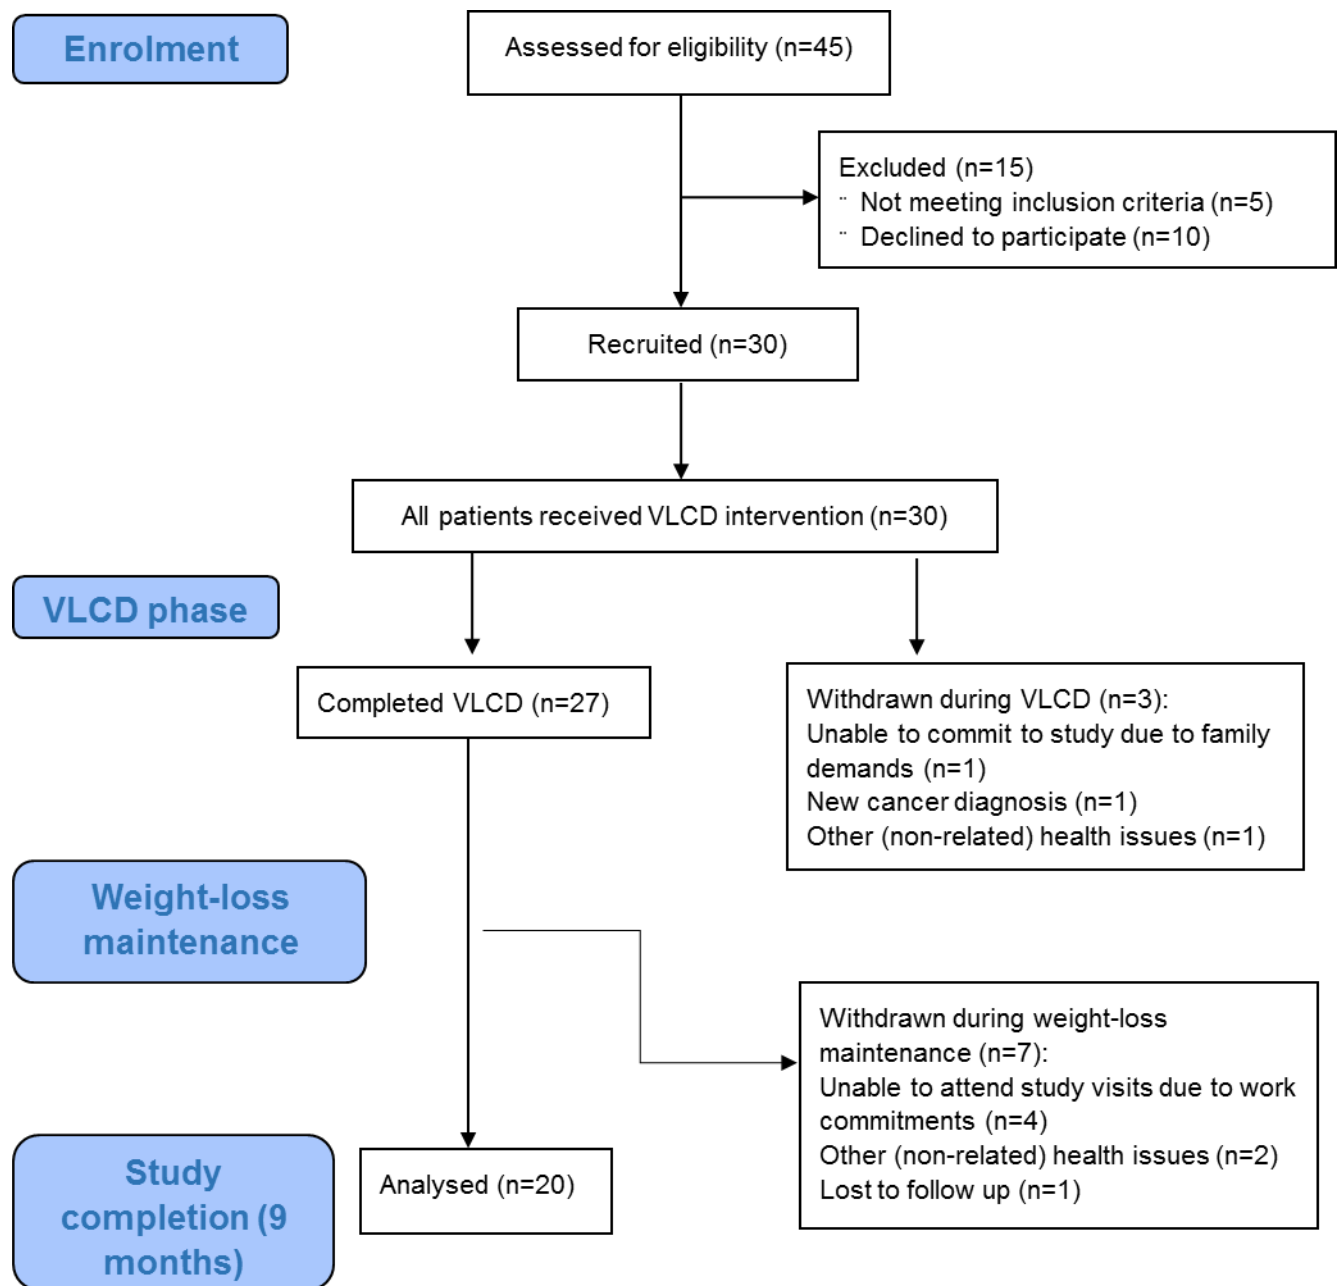 Enrolment
Assessed for eligibility (n=45)
Excluded (n=15)
¨ Not meeting inclusion criteria (n=5)
¨ Declined to participate (n=10)
Recruited (n=30)
All patients received VLCD intervention (n=30)
VLCD phase
Completed VLCD (n=27)
Withdrawn during VLCD (n=3):
Unable to commit to study due to family
demands (n=1)
New cancer diagnosis (n=1)
Other (non-related) health issues (n=1)
Weight-loss
maintenance
Withdrawn during weight-loss
maintenance (n=7):
Unable to attend study visits due to work
commitments (n=4)
Other (non-related) health issues (n=2)
Lost to follow up (n=1)
Study
completion (9
months)
Analysed (n=20)